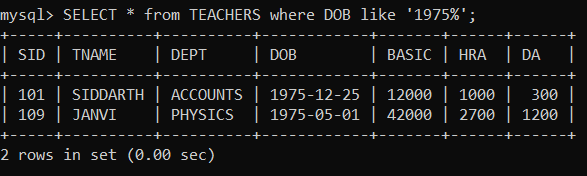 mysql> SELECT * from TEACHERS where DOB like '1975%';
+-----+----------+----------+------------+-------+------+------+
| SID | TNAME    | DEPT     | DOB        | BASIC | HRA  | DA   |
+-----+----------+----------+------------+-------+------+------+
| 101 | SIDDARTH | ACCOUNTS | 1975-12-25 | 12000 | 1000 |  300 |
| 109 | JANVI    | PHYSICS  | 1975-05-01 | 42000 | 2700 | 1200 |
+-----+----------+----------+------------+-------+------+------+
2 rows in set (0.00 sec)